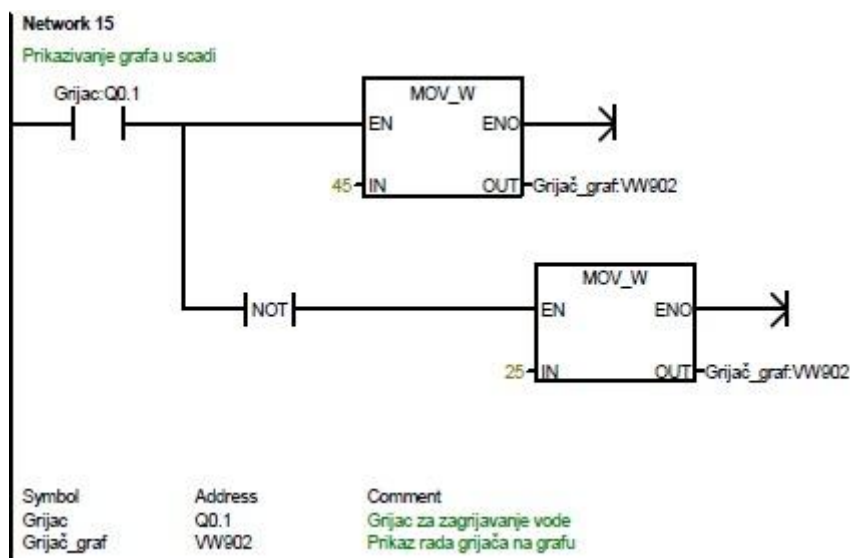 Network 15
Prikazivanje grafa u scadi
Grijac:Q0.1
MOV_W
EN ENO
45 IN OUT Grijač_graf:VW902
MOV_W
NOT EN ENO
25 IN OUT Grijač_graf:VW902
Symbol Address Comment
Grijac Q0.1 Grijac za zagrijavanje vode
Grijač_graf VW902 Prikaz rada grijača na grafu